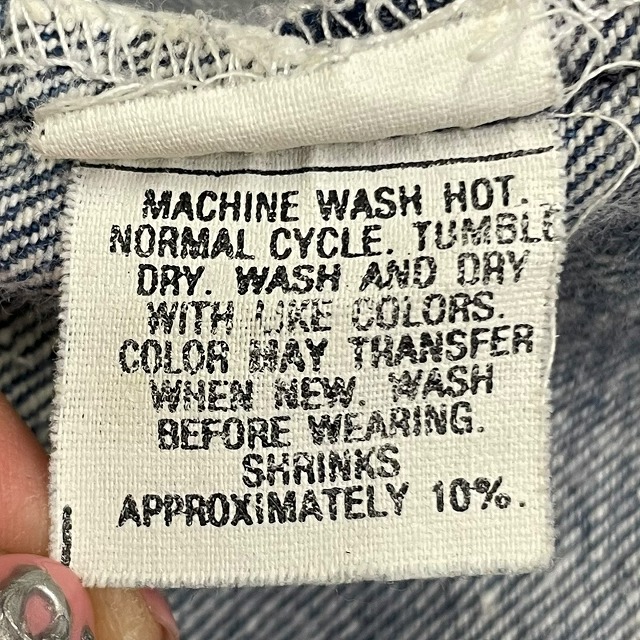 MACHINE WASH HOT.
NORMAL CYCLE. TUMBLE
DRY. WASH AND DRY
WITH LIKE COLORS.
COLOR MAY TRANSFER
WHEN NEW. WASH
BEFORE WEARING.
SHRINKS
APPROXIMATELY 10%.